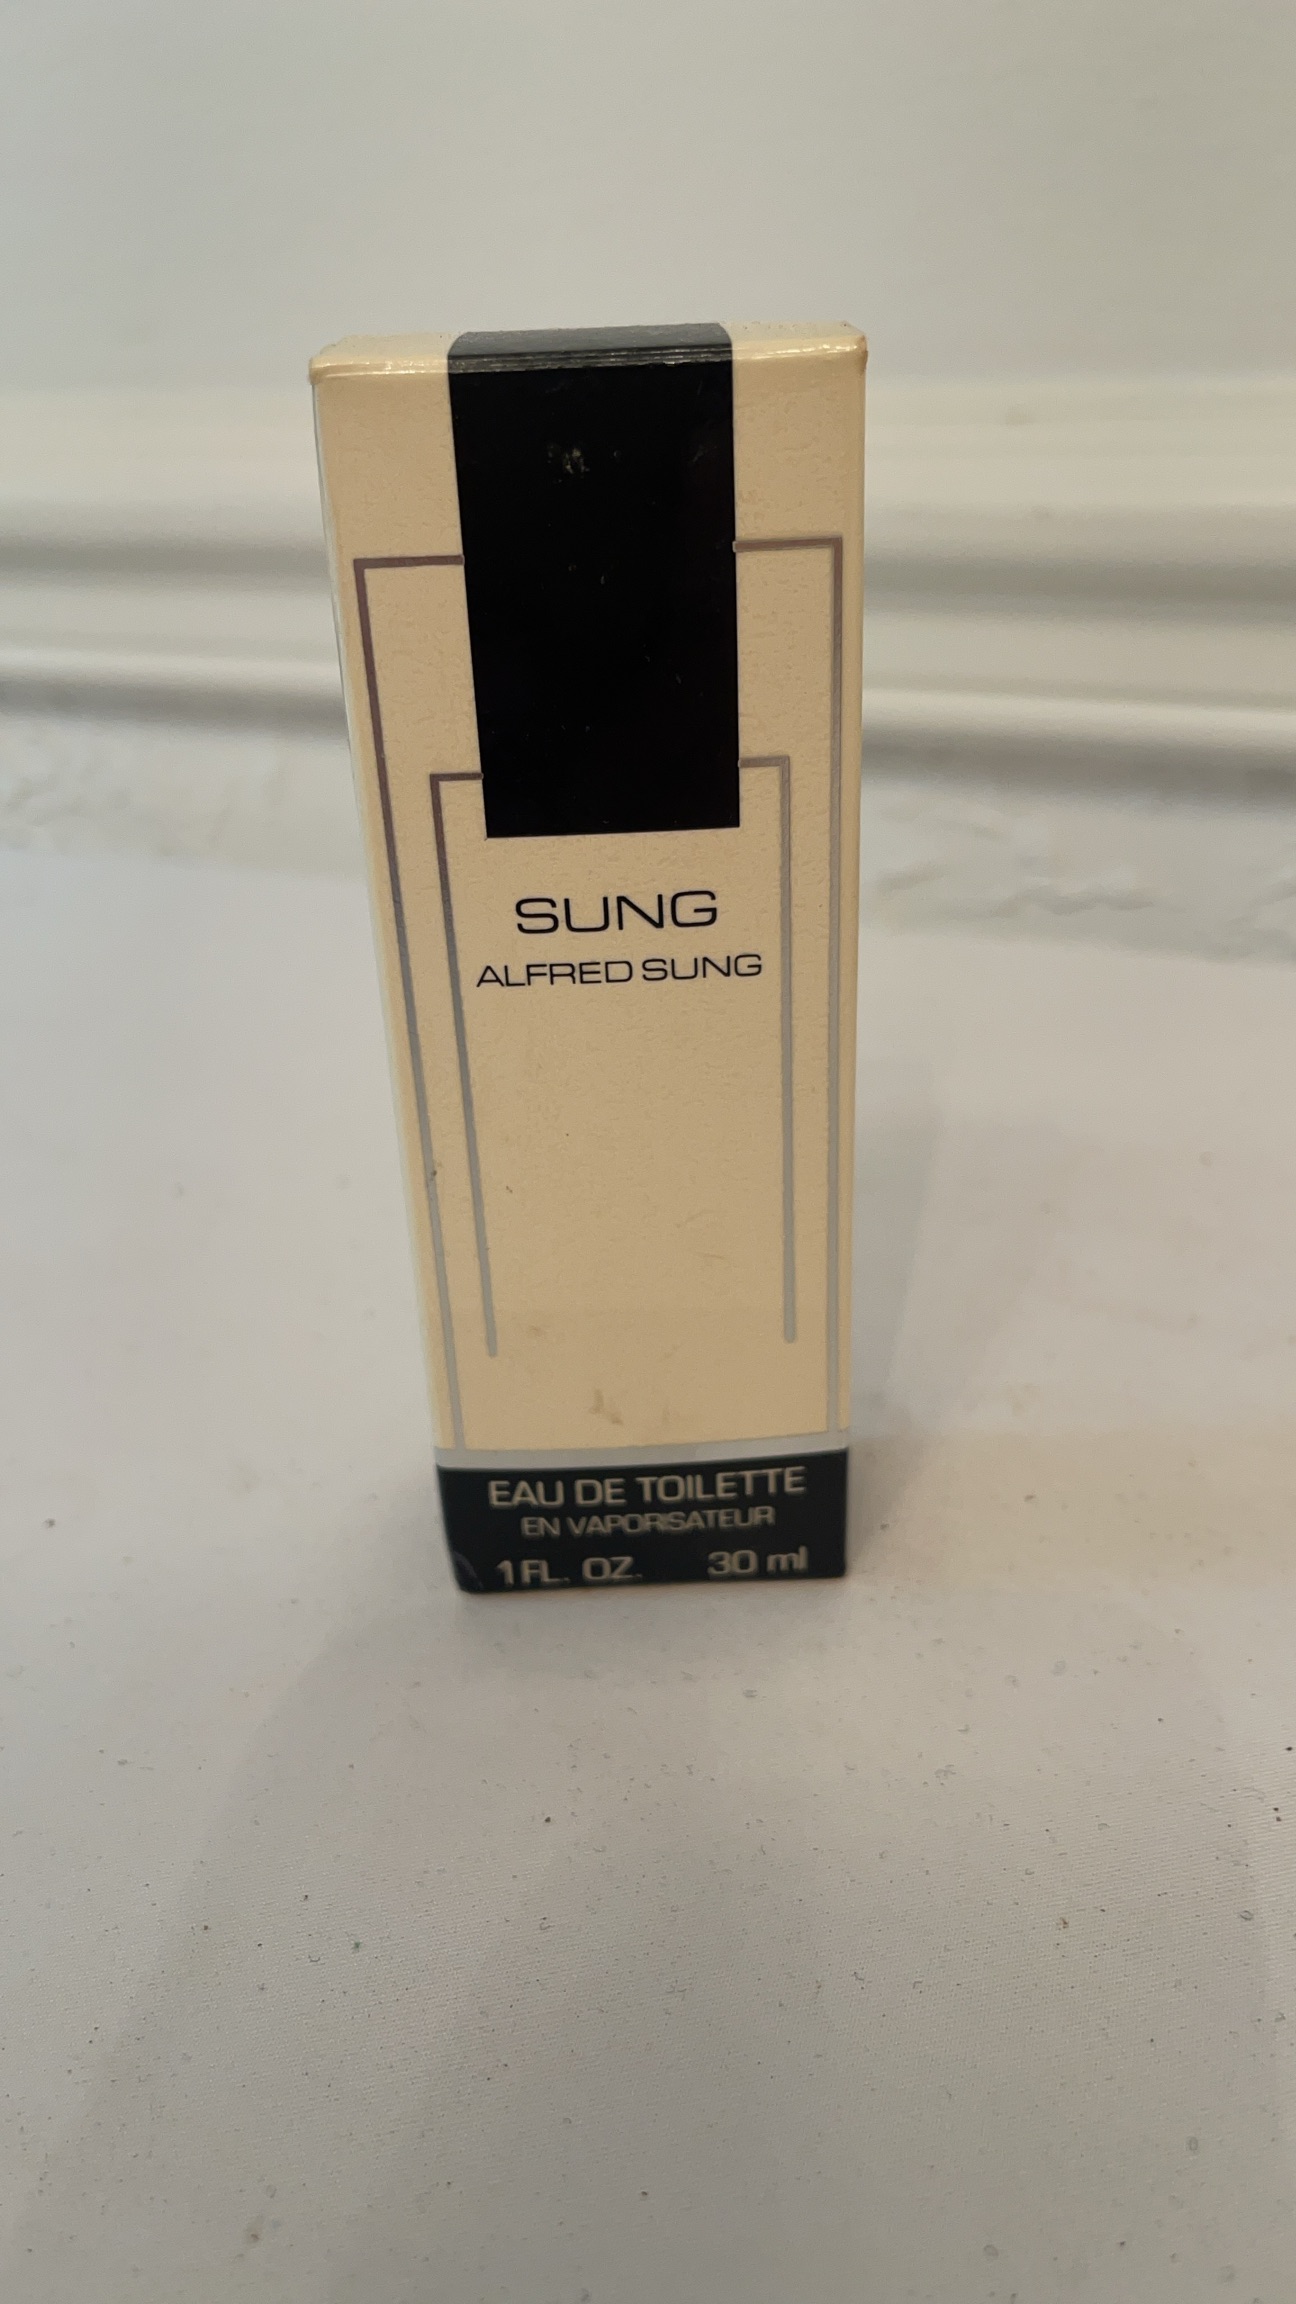 SUNG
ALFRED SUNG
EAU DE TOILETTE
EN VAPORISATEUR
1 FL. OZ. 30 ml